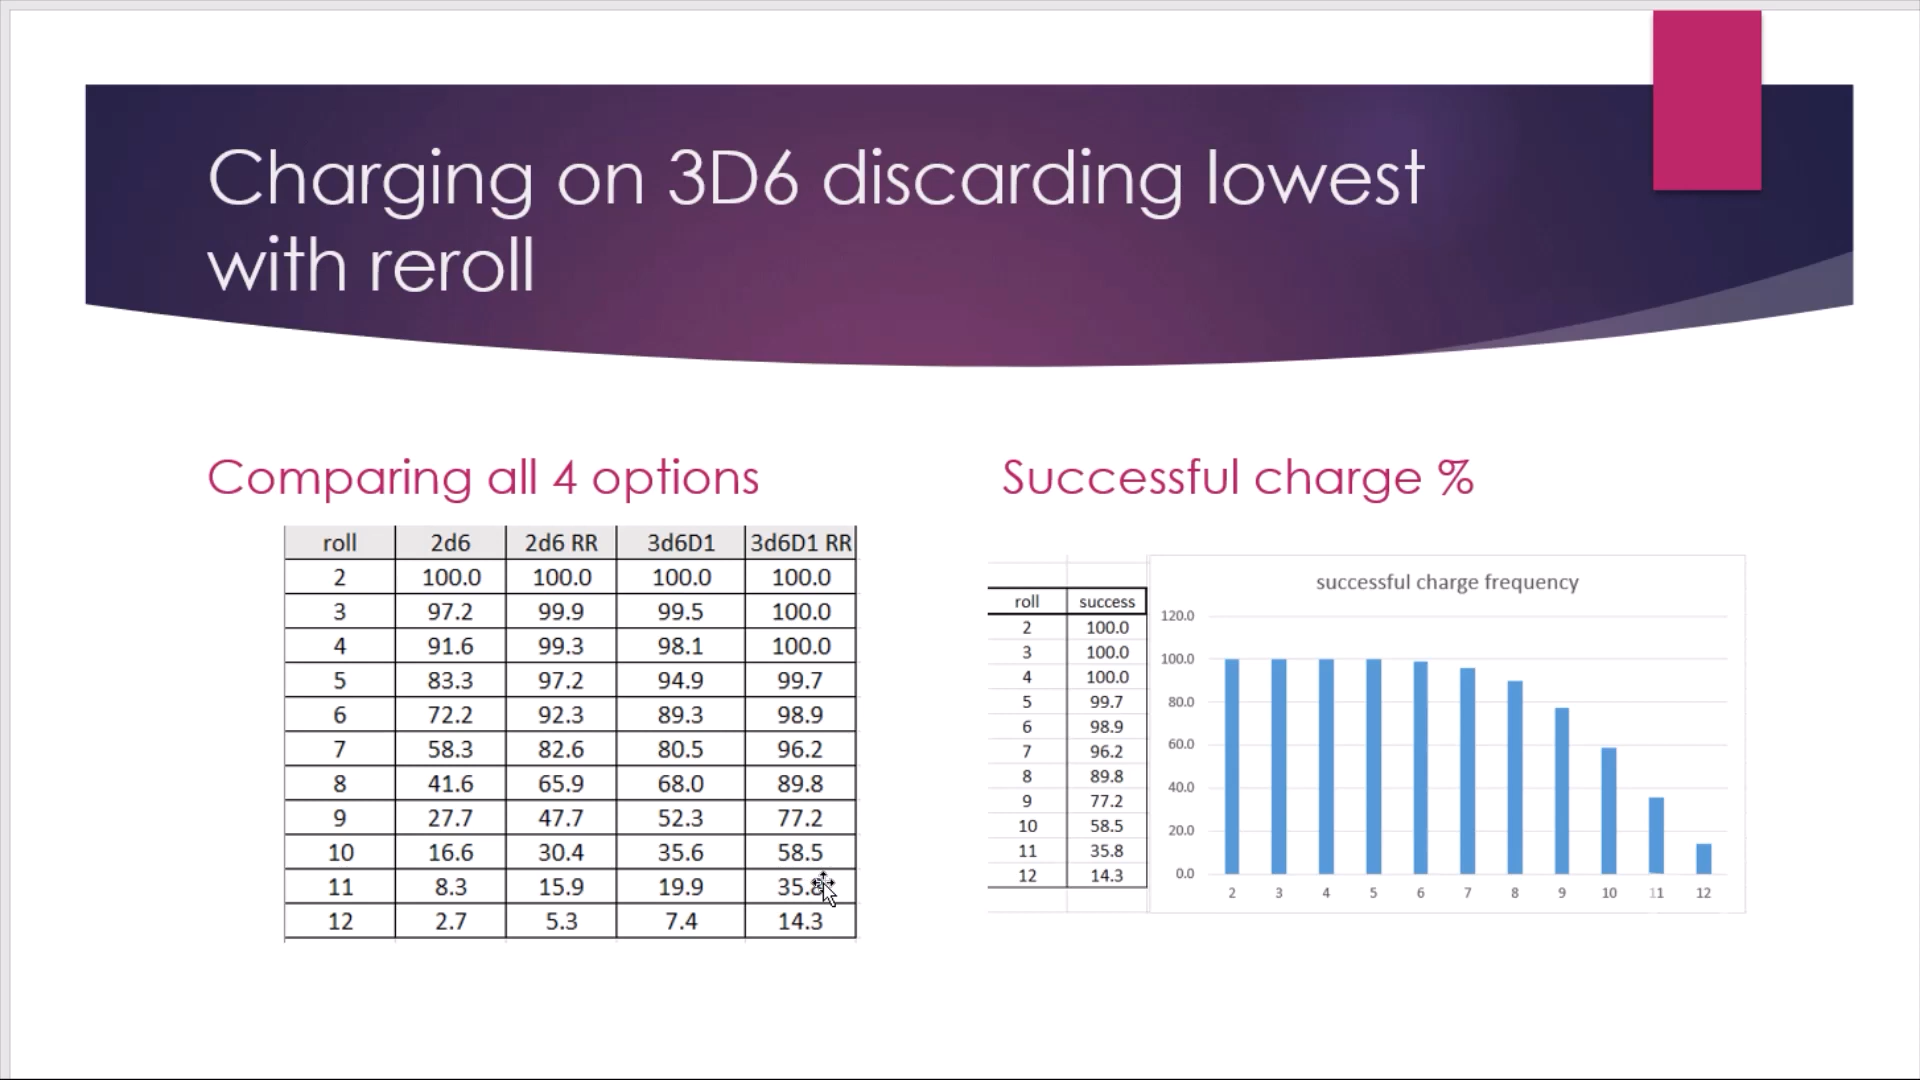 Charging on 3D6 discarding lowest
with reroll
Comparing all 4 options
roll 2d6 2d6 RR 3d6D1 3d6D1 RR
2 100.0 100.0 100.0 100.0
3 97.2 99.9 99.5 100.0
4 91.6 99.3 98.1 100.0
5 83.3 97.2 94.9 99.7
6 72.2 92.3 89.3 98.9
7 58.3 82.6 80.5 96.2
8 41.6 65.9 68.0 89.8
9 27.7 47.7 52.3 77.2
10 16.6 30.4 35.6 58.5
11 8.3 15.9 19.9 35.8
12 2.7 5.3 7.4 14.3
Successful charge %
roll success
2 100.0
3 100.0
4 100.0
5 99.7
6 98.9
7 96.2
8 89.8
9 77.2
10 58.5
11 35.8
12 14.3
successful charge frequency
120.0
100.0
80.0
60.0
40.0
20.0
0.0
2 3 4 5 6 7 8 9 10 11 12